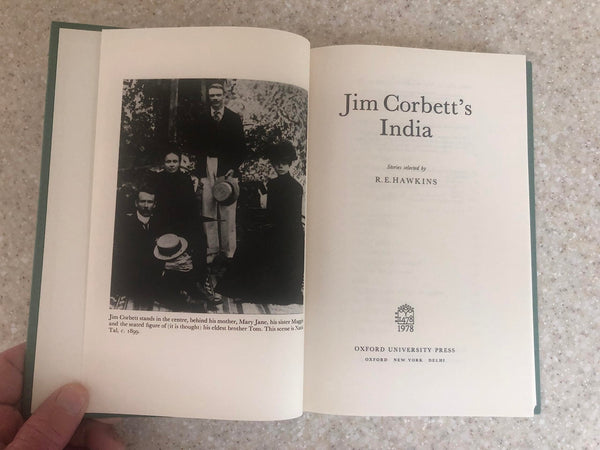 Jim Corbett stands in the centre, behind his mother, Mary Jane, his sister Magg
and the seated figure of (it is thought) his eldest brother Tom. This scene is Naini
Tal, c. 1899.
Jim Corbett's
India
Stories selected by
R.E.HAWKINS
1478
1978
OXFORD UNIVERSITY PRESS
OXFORD NEW YORK DELHI